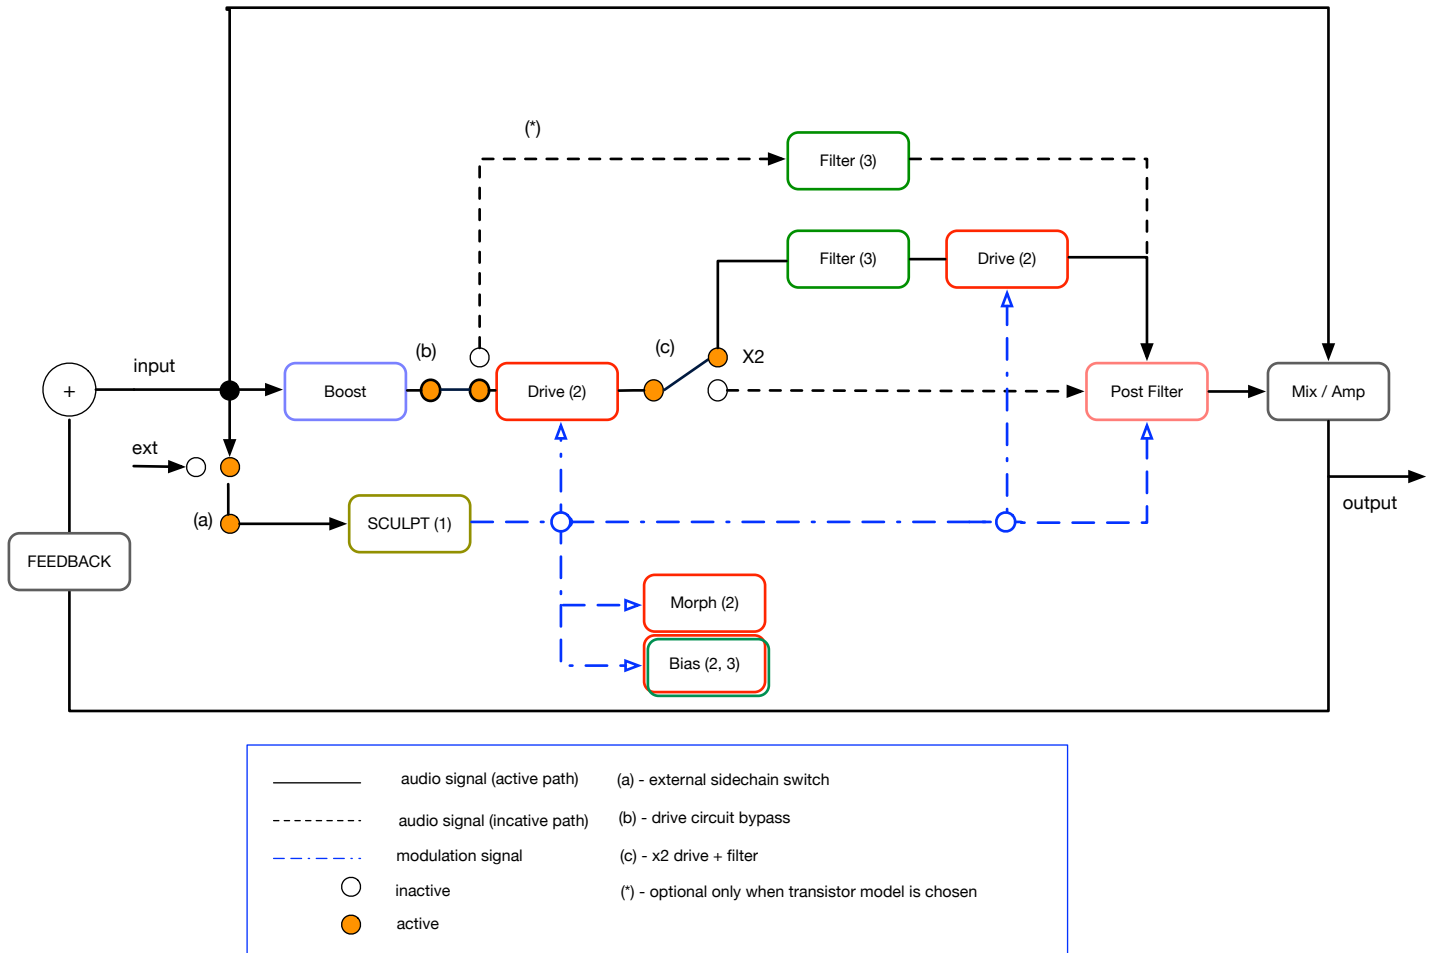 (*)
Filter (3)
Filter (3)
Drive (2)
(b)
(c)
X2
input
+
Boost
Drive (2)
Post Filter
Mix / Amp
ext
output
(a)
SCULPT (1)
FEEDBACK
Morph (2)
Bias (2, 3)
audio signal (active path)
(a) - external sidechain switch
audio signal (incative path)
(b) - drive circuit bypass
modulation signal
(c) - x2 drive + filter
inactive
(*) - optional only when transistor model is chosen
active